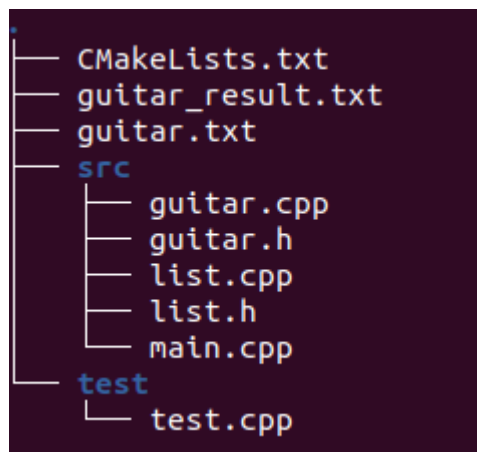 .
CMakeLists.txt
guitar_result.txt
guitar.txt
src
guitar.cpp
guitar.h
list.cpp
list.h
main.cpp
test
test.cpp